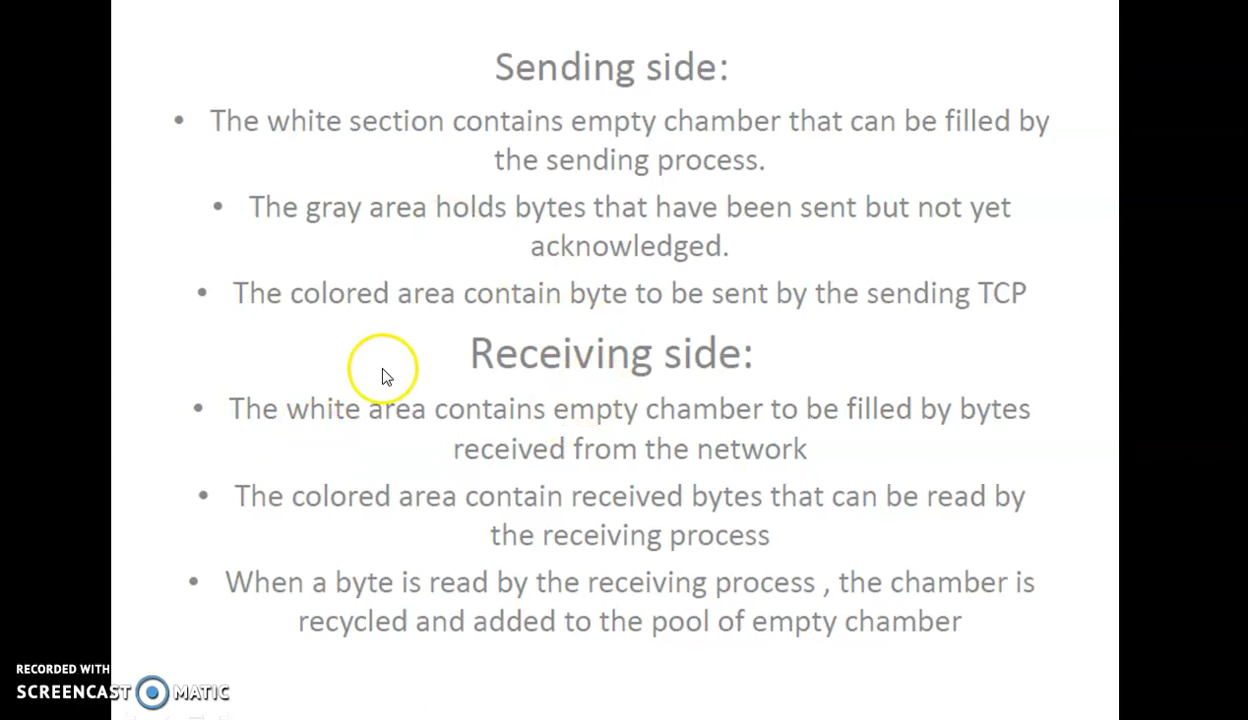 Sending side:
• The white section contains empty chamber that can be filled by
the sending process.
• The gray area holds bytes that have been sent but not yet
acknowledged.
• The colored area contain byte to be sent by the sending TCP
Receiving side:
• The white area contains empty chamber to be filled by bytes
received from the network
• The colored area contain received bytes that can be read by
the receiving process
• When a byte is read by the receiving process , the chamber is
recycled and added to the pool of empty chamber
RECORDED WITH
SCREENCAST MATIC